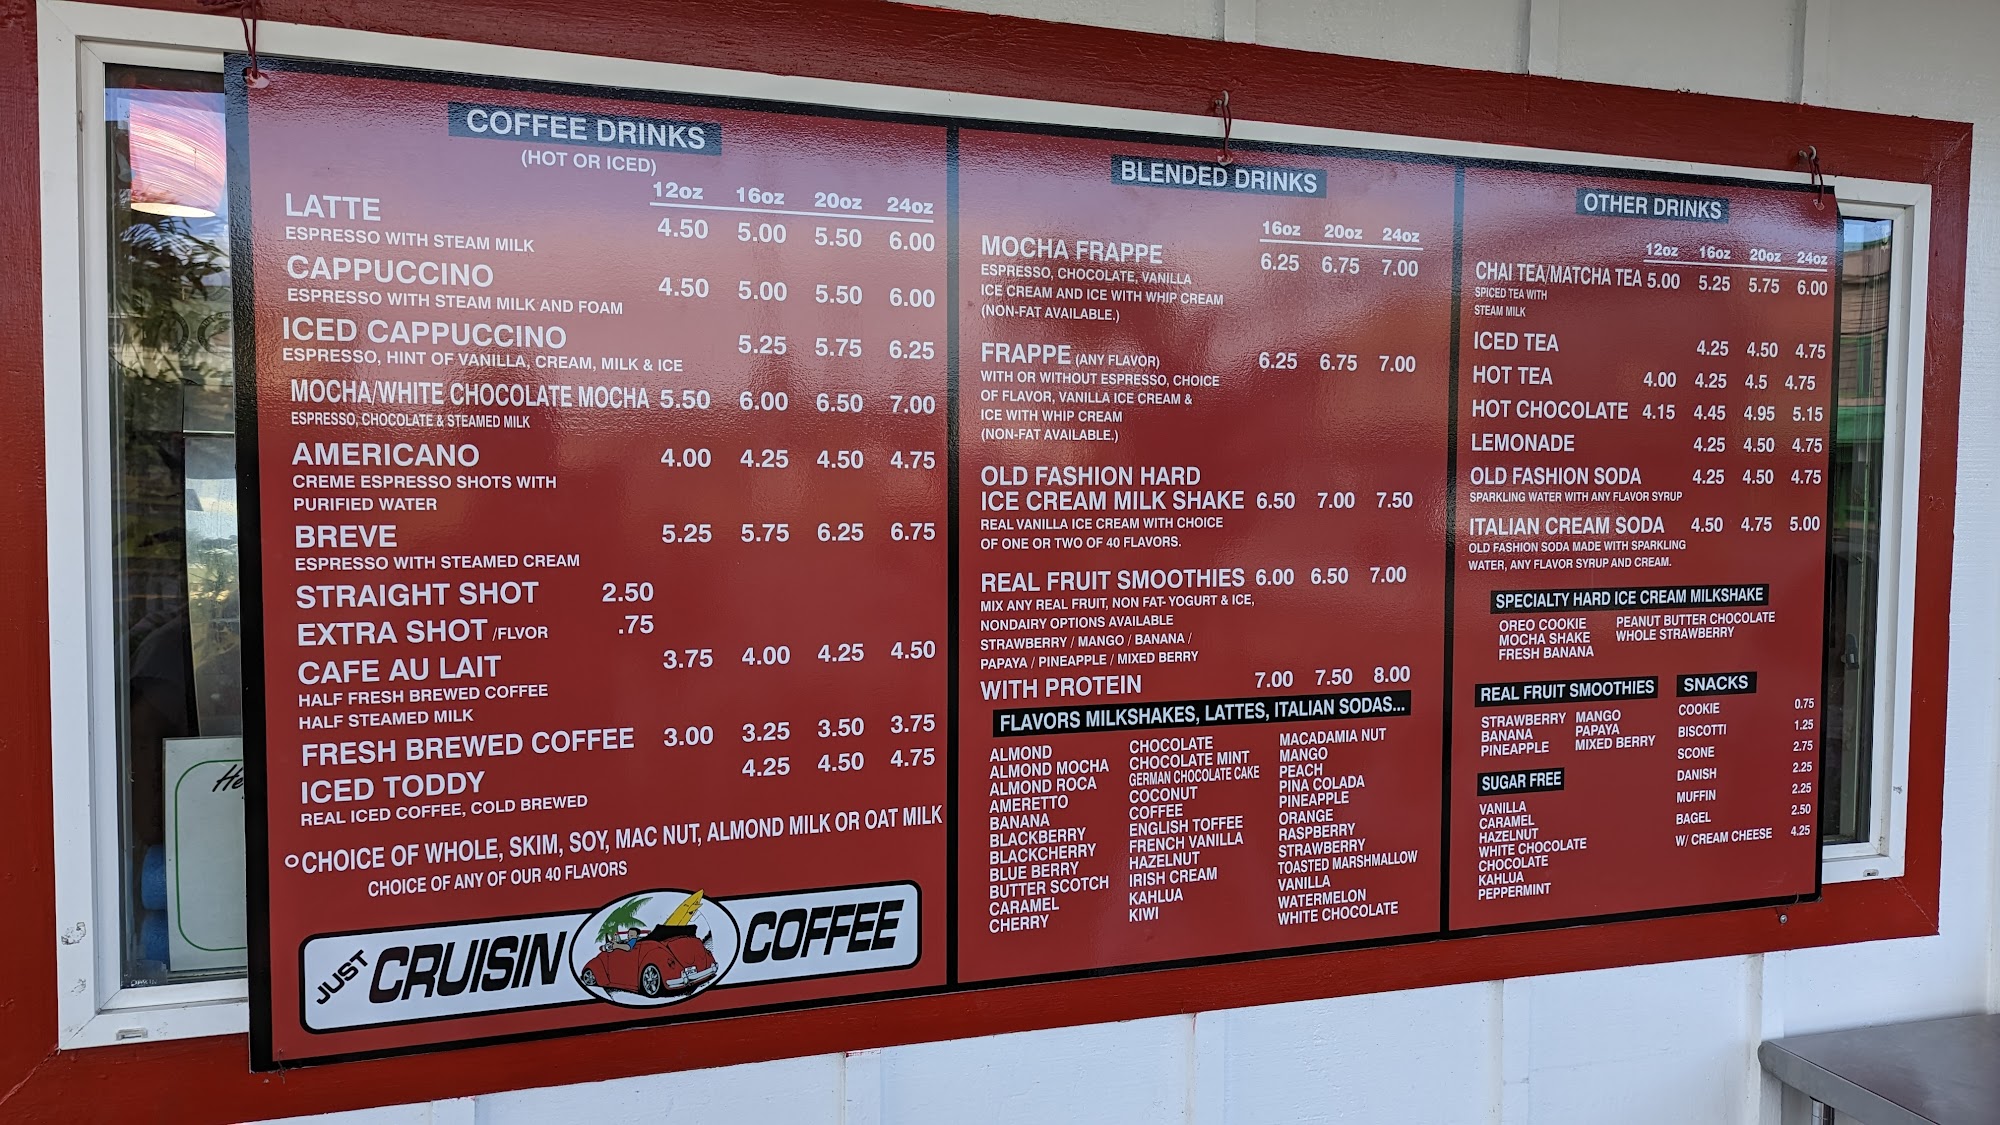 COFFEE DRINKS
(HOT OR ICED)
12oz 16oz 20oz 24oz
LATTE 4.50 5.00 5.50 6.00
ESPRESSO WITH STEAM MILK
CAPPUCCINO 4.50 5.00 5.50 6.00
ESPRESSO WITH STEAM MILK AND FOAM
ICED CAPPUCCINO 5.25 5.75 6.25
ESPRESSO, HINT OF VANILLA, CREAM, MILK & ICE
MOCHA/WHITE CHOCOLATE MOCHA 5.50 6.00 6.50 7.00
ESPRESSO, CHOCOLATE & STEAMED MILK
AMERICANO 4.00 4.25 4.50 4.75
CREME ESPRESSO SHOTS WITH
PURIFIED WATER
BREVE 5.25 5.75 6.25 6.75
ESPRESSO WITH STEAMED CREAM
STRAIGHT SHOT 2.50
EXTRA SHOT /FLVOR .75
CAFE AU LAIT 3.75 4.00 4.25 4.50
HALF FRESH BREWED COFFEE
HALF STEAMED MILK
FRESH BREWED COFFEE 3.00 3.25 3.50 3.75
ICED TODDY 4.25 4.50 4.75
REAL ICED COFFEE, COLD BREWED
CHOICE OF WHOLE, SKIM, SOY, MAC NUT, ALMOND MILK OR OAT MILK
CHOICE OF ANY OF OUR 40 FLAVORS
JUST CRUISIN COFFEE
BLENDED DRINKS
16oz 20oz 24oz
MOCHA FRAPPE 6.25 6.75 7.00
ESPRESSO, CHOCOLATE, VANILLA
ICE CREAM AND ICE WITH WHIP CREAM
(NON-FAT AVAILABLE.)
FRAPPE (ANY FLAVOR) 6.25 6.75 7.00
WITH OR WITHOUT ESPRESSO, CHOICE
OF FLAVOR, VANILLA ICE CREAM &
ICE WITH WHIP CREAM
(NON-FAT AVAILABLE.)
OLD FASHION HARD
ICE CREAM MILK SHAKE 6.50 7.00 7.50
REAL VANILLA ICE CREAM WITH CHOICE
OF ONE OR TWO OF 40 FLAVORS.
REAL FRUIT SMOOTHIES 6.00 6.50 7.00
MIX ANY REAL FRUIT, NON FAT- YOGURT & ICE,
NONDAIRY OPTIONS AVAILABLE
STRAWBERRY / MANGO / BANANA /
PAPAYA / PINEAPPLE / MIXED BERRY
WITH PROTEIN 7.00 7.50 8.00
FLAVORS MILKSHAKES, LATTES, ITALIAN SODAS...
ALMOND
ALMOND MOCHA
ALMOND ROCA
AMERETTO
BANANA
BLACKBERRY
BLACKCHERRY
BLUE BERRY
BUTTER SCOTCH
CARAMEL
CHERRY
CHOCOLATE
CHOCOLATE MINT
GERMAN CHOCOLATE CAKE
COCONUT
COFFEE
ENGLISH TOFFEE
FRENCH VANILLA
HAZELNUT
IRISH CREAM
KAHLUA
KIWI
MACADAMIA NUT
MANGO
PEACH
PINA COLADA
PINEAPPLE
ORANGE
RASPBERRY
STRAWBERRY
TOASTED MARSHMALLOW
VANILLA
WATERMELON
WHITE CHOCOLATE
OTHER DRINKS
12oz 16oz 20oz 24oz
CHAI TEA/MATCHA TEA 5.00 5.25 5.75 6.00
SPICED TEA WITH
STEAM MILK
ICED TEA 4.25 4.50 4.75
HOT TEA 4.00 4.25 4.5 4.75
HOT CHOCOLATE 4.15 4.45 4.95 5.15
LEMONADE 4.25 4.50 4.75
OLD FASHION SODA 4.25 4.50 4.75
SPARKLING WATER WITH ANY FLAVOR SYRUP
ITALIAN CREAM SODA 4.50 4.75 5.00
OLD FASHION SODA MADE WITH SPARKLING
WATER, ANY FLAVOR SYRUP AND CREAM.
SPECIALTY HARD ICE CREAM MILKSHAKE
OREO COOKIE
MOCHA SHAKE
FRESH BANANA
PEANUT BUTTER CHOCOLATE
WHOLE STRAWBERRY
REAL FRUIT SMOOTHIES
STRAWBERRY
BANANA
PINEAPPLE
MANGO
PAPAYA
MIXED BERRY
SUGAR FREE
VANILLA
CARAMEL
HAZELNUT
WHITE CHOCOLATE
CHOCOLATE
KAHLUA
PEPPERMINT
SNACKS
COOKIE 0.75
BISCOTTI 1.25
SCONE 2.75
DANISH 2.25
MUFFIN 2.25
BAGEL 2.50
W/ CREAM CHEESE 4.25